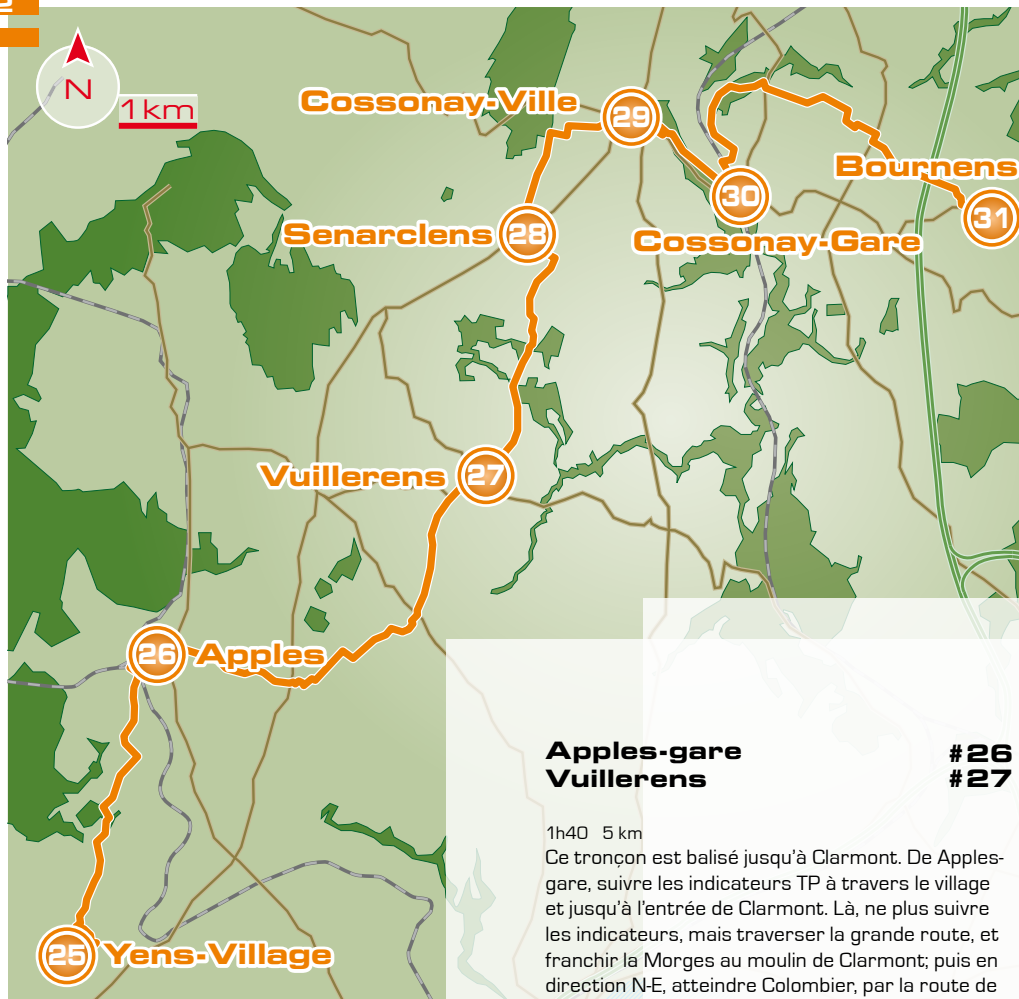 N
1km
Cossonay-Ville
29
Bournens
30
31
Senarclens
28
Cossonay-Gare
Vuillerens
27
26
Apples
25
Yens-Village
Apples-gare #26
Vuillerens #27
1h40 5 km
Ce tronçon est balisé jusqu'à Clarmont. De Apples-
gare, suivre les indicateurs TP à travers le village
et jusqu'à l'entrée de Clarmont. Là, ne plus suivre
les indicateurs, mais traverser la grande route, et
franchir la Morges au moulin de Clarmont; puis en
direction N-E, atteindre Colombier, par la route de